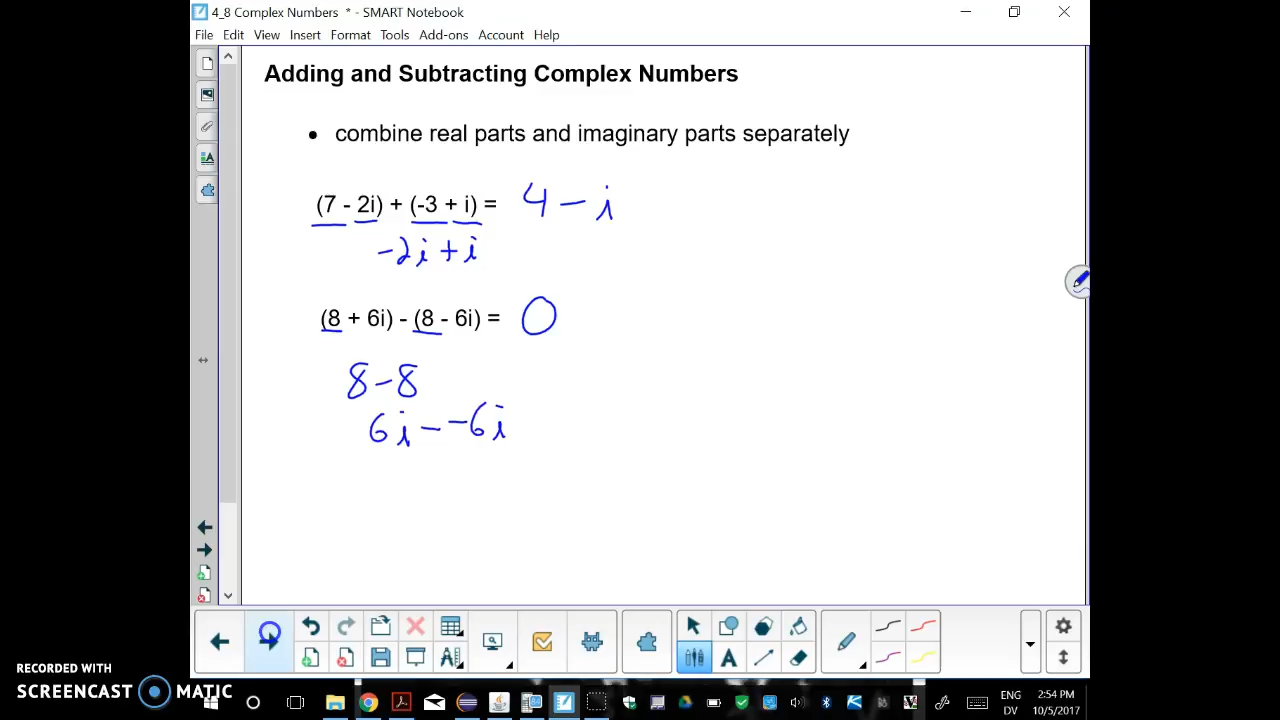 4_8 Complex Numbers * - SMART Notebook
File Edit View Insert Format Tools Add-ons Account Help
Adding and Subtracting Complex Numbers
• combine real parts and imaginary parts separately
(7 - 2i) + (-3 + i) = 4 - i
-2i + i
(8 + 6i) - (8 - 6i) = 0
8 - 8
6i - -6i
RECORDED WITH
SCREENCAST MATIC
ENG
DV
2:54 PM
10/5/2017